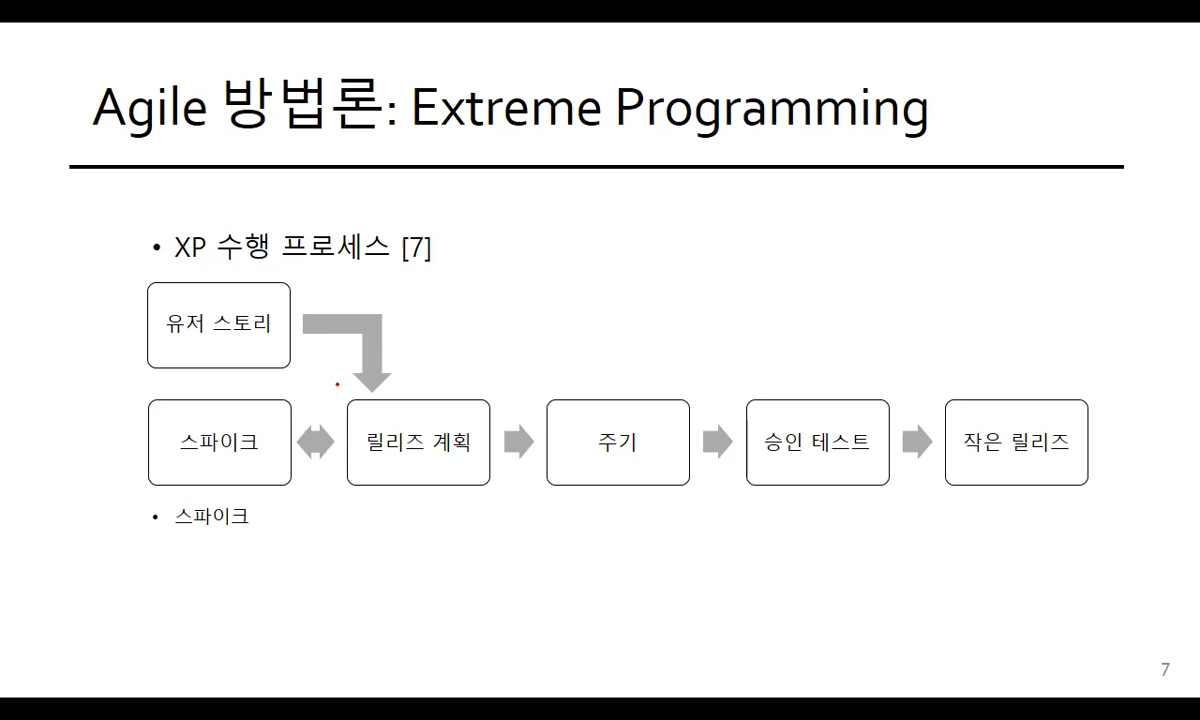 Agile 방법론: Extreme Programming
• XP 수행 프로세스 [7]
유저 스토리
스파이크
릴리즈 계획
주기
승인 테스트
작은 릴리즈
• 스파이크
7